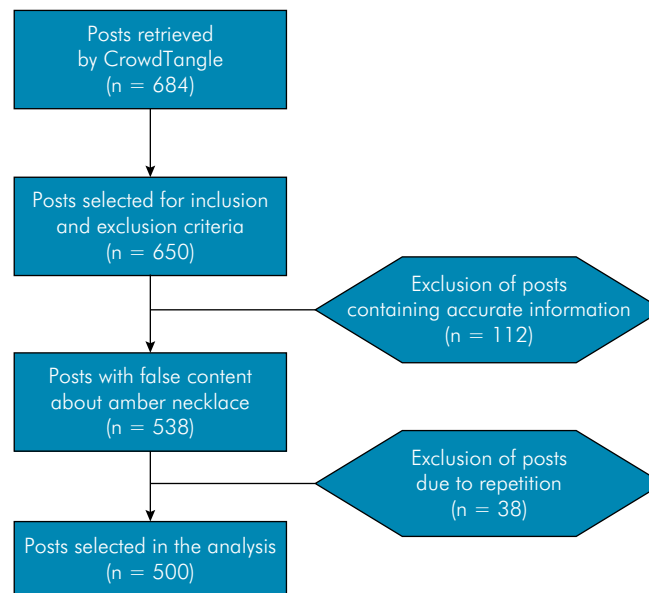 Posts retrieved
by CrowdTangle
(n = 684)
Posts selected for inclusion
and exclusion criteria
(n = 650)
Exclusion of posts
containing accurate information
(n = 112)
Posts with false content
about amber necklace
(n = 538)
Exclusion of posts
due to repetition
(n = 38)
Posts selected in the analysis
(n = 500)